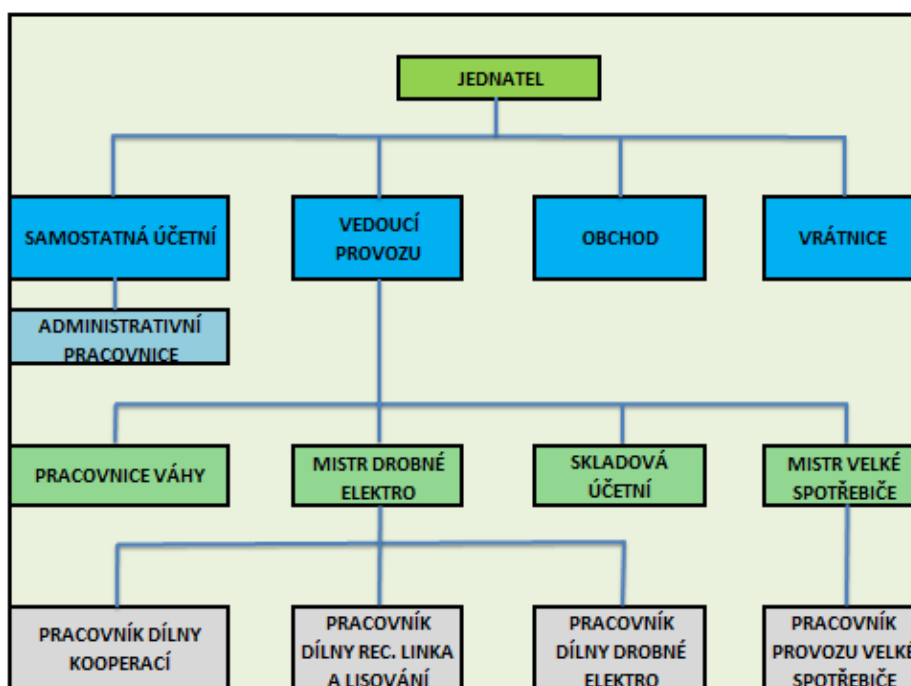 JEDNATEL
SAMOSTATNÁ ÚČETNÍ
VEDOUCÍ
PROVOZU
OBCHOD
VRÁTNICE
ADMINISTRATIVNÍ
PRACOVNICE
PRACOVNICE VÁHY
MISTR DROBNÉ
ELEKTRO
SKLADOVÁ
ÚČETNÍ
MISTR VELKÉ
SPOTŘEBIČE
PRACOVNÍK DÍLNY
KOOPERACÍ
PRACOVNÍK
DÍLNY REC. LINKA
A LISOVÁNÍ
PRACOVNÍK
DÍLNY DROBNÉ
ELEKTRO
PRACOVNÍK
PROVOZU VELKÉ
SPOTŘEBIČE